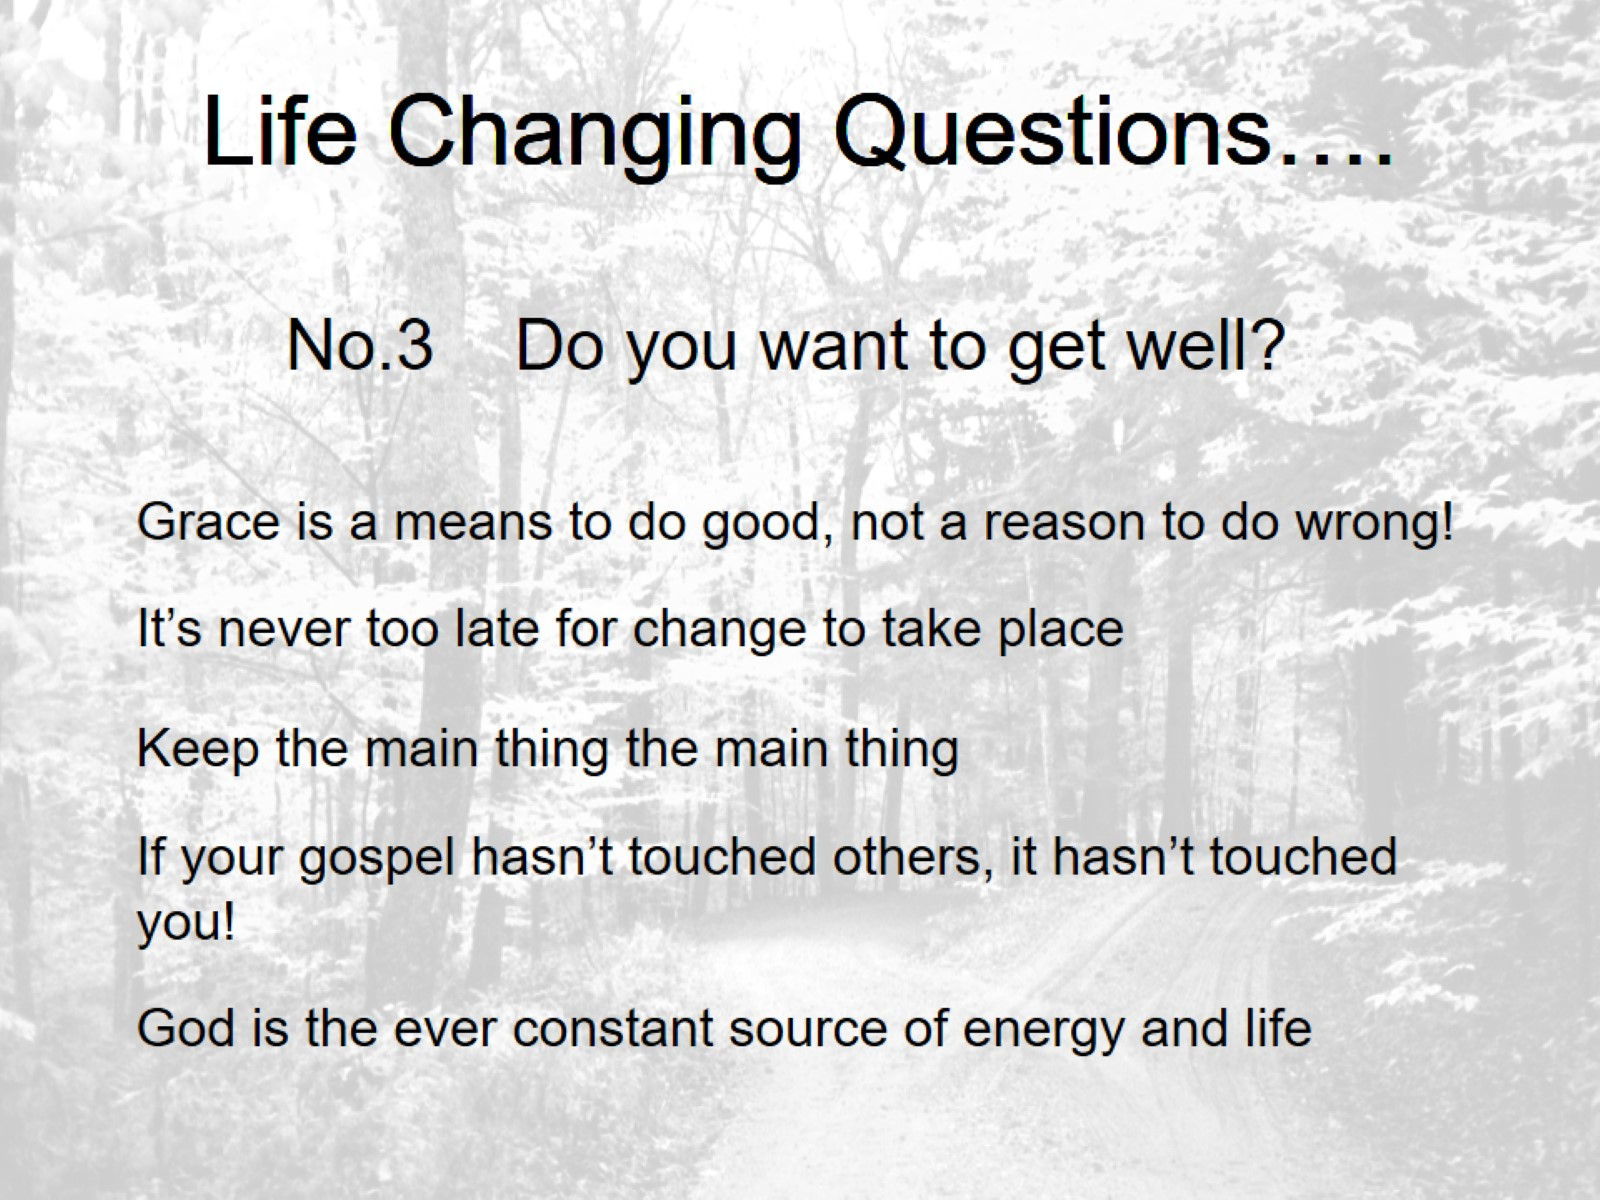 Life Changing Questions….
No.3    Do you want to get well?
Grace is a means to do good, not a reason to do wrong!
It’s never too late for change to take place
Keep the main thing the main thing
If your gospel hasn’t touched others, it hasn’t touched
you!
God is the ever constant source of energy and life